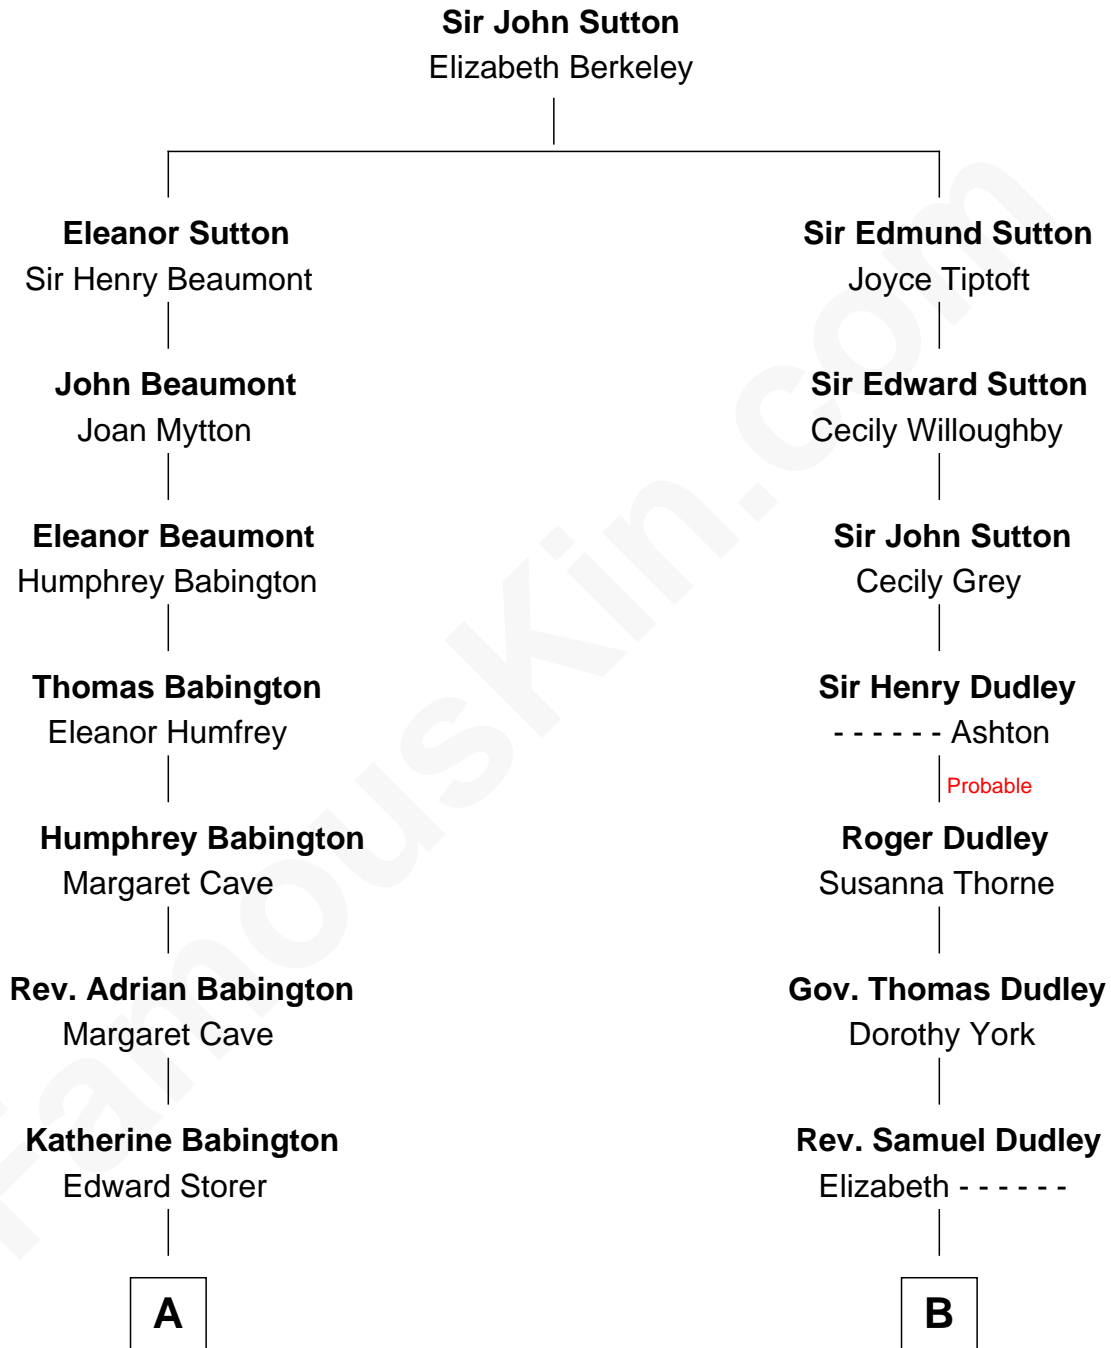 Sir John Sutton
Elizabeth Berkeley
Eleanor Sutton
Sir Henry Beaumont
John Beaumont
Joan Mytton
Eleanor Beaumont
Humphrey Babington
Thomas Babington
Eleanor Humfrey
Humphrey Babington
Margaret Cave
Rev. Adrian Babington
Margaret Cave
Katherine Babington
Edward Storer
A
Sir Edmund Sutton
Joyce Tiptoft
Sir Edward Sutton
Cecily Willoughby
Sir John Sutton
Cecily Grey
Sir Henry Dudley
- - - - - - Ashton
Probable
Roger Dudley
Susanna Thorne
Gov. Thomas Dudley
Dorothy York
Rev. Samuel Dudley
Elizabeth - - - - - -
B
FamousKin.com